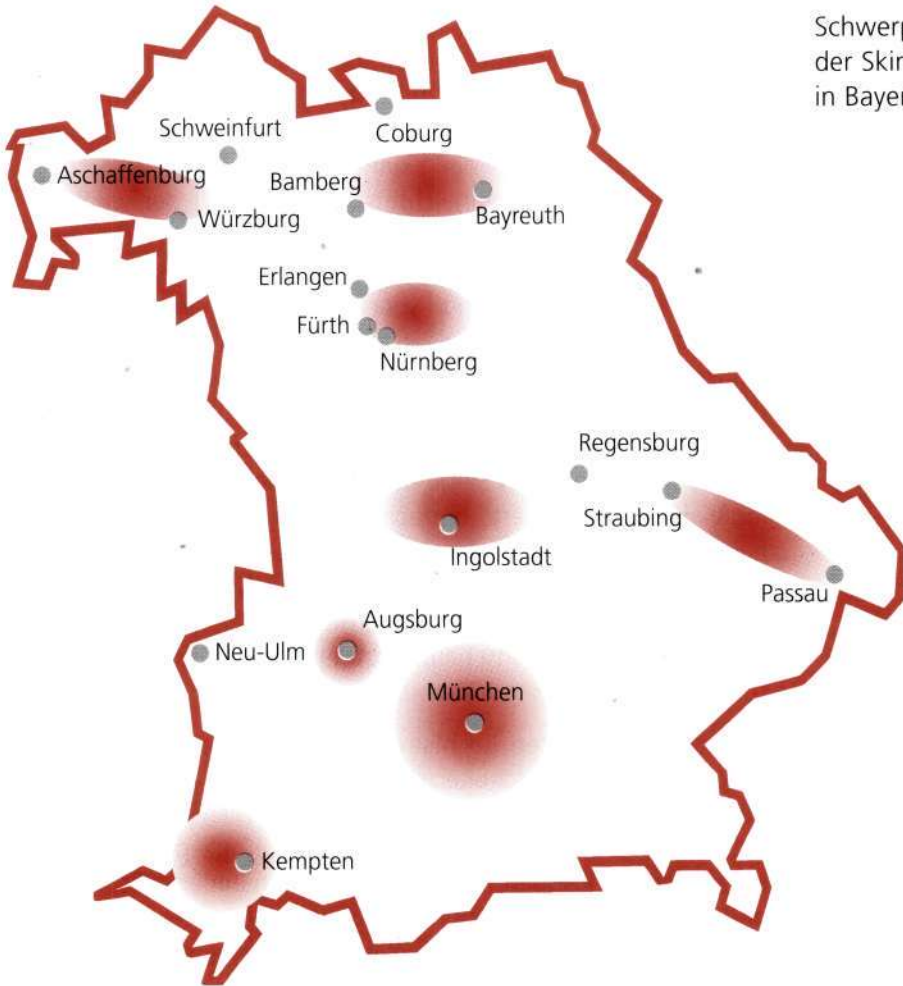 der
in
Schweinfurt
Coburg
Aschaffenburg
Bamberg
Würzburg
Bayreuth
Erlangen
Fürth
Nürnberg
Regensburg
Straubing
Ingolstadt
Passau
Augsburg
Neu-Ulm
München
Kempten